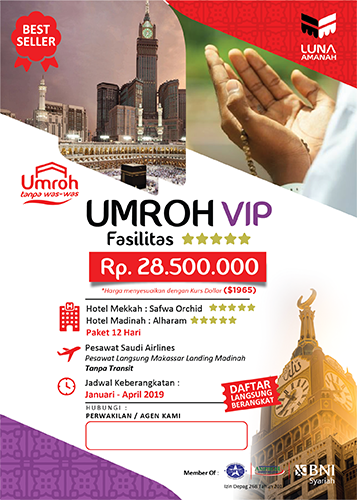 BEST
SELLER
LUNA
AMANAH
Umroh
tanpa was-was
UMROH VIP
Fasilitas
Rp. 28.500.000
*Harga menyesuaikan dengan Kurs Dollar ($1965)
Hotel Mekkah : Safwa Orchid
Hotel Madinah : Alharam
Paket 12 Hari
Pesawat Saudi Airlines
Pesawat Langsung Makassar Landing Madinah
Tanpa Transit
Jadwal Keberangkatan :
Januari - April 2019
DAFTAR
LANGSUNG
BERANGKAT
HUBUNGI :
PERWAKILAN / AGEN KAMI
Member Of :
Izin Depag
BNI
Syariah